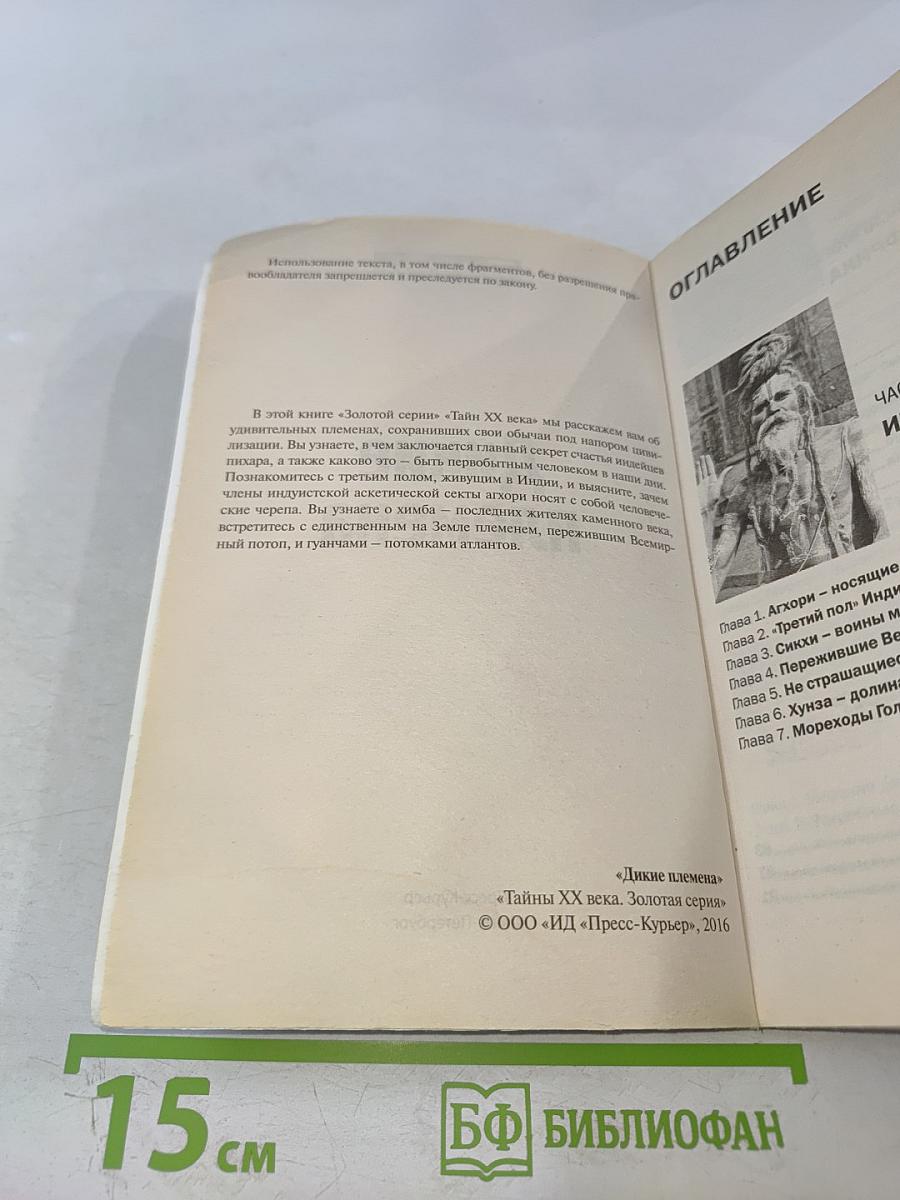 Использование текста, в том числе фрагментов, без разрешения пра-
вообладателя запрещается и преследуется по закону.
В этой книге «Золотой серии» «Тайн XX века» мы расскажем вам об
удивительных племенах, сохранивших свои обычаи под напором циви-
лизации. Вы узнаете, в чем заключается главный секрет счастья индейцев
пихара, а также каково это – быть первобытным человеком в наши дни.
Познакомитесь с третьим полом, живущим в Индии, и выясните, зачем
члены индуистской аскетической секты агхори носят с собой человече-
ские черепа. Вы узнаете о химба – последних жителях каменного века,
встретитесь с единственным на Земле племенем, пережившим Всемир-
ный потоп, и гуанчами – потомками атлантов.
«Дикие племена»
«Тайны XX века. Золотая серия»
© ООО «ИД «Пресс-Курьер», 2016
ОГЛАВЛЕНИЕ
Глава 1. Агхори – носящие
Глава 2. «Третий пол» Инди
Глава 3. Сикхи – воины м
Глава 4. Пережившие Ве
Глава 5. Не страшащиес
Глава 6. Хунза – долина
Глава 7. Мореходы Гол
15 см
БФ БИБЛИОФАН